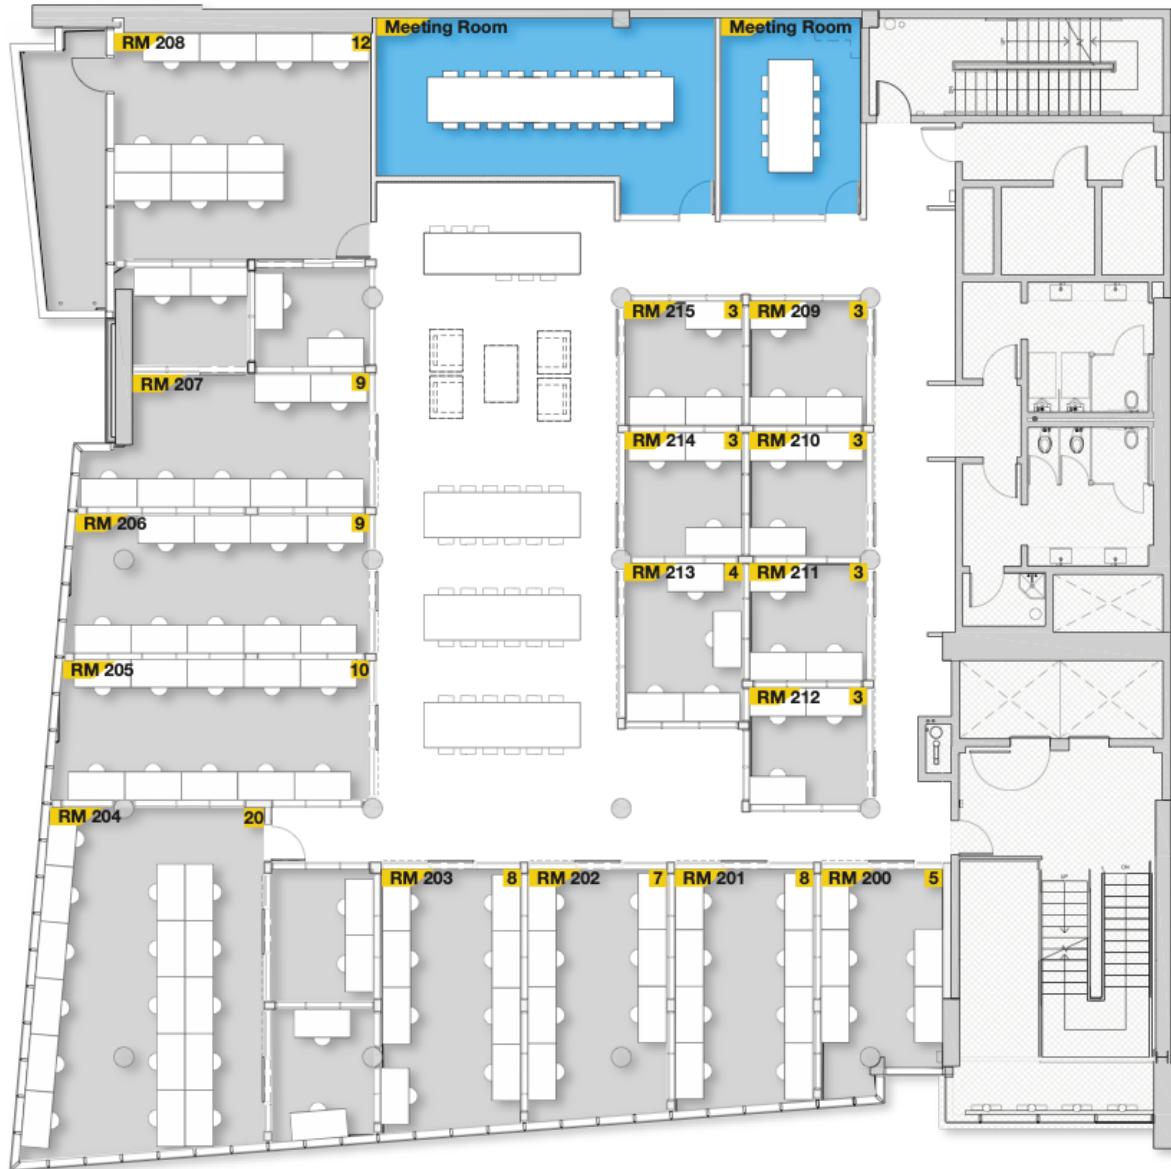 RM 208 12
Meeting Room
Meeting Room
RM 215 3
RM 209 3
RM 207 9
RM 214 3
RM 210 3
RM 206 9
RM 213 4
RM 211 3
RM 205 10
RM 212 3
RM 204 20
RM 203 8
RM 202 7
RM 201 8
RM 200 5
UP
DN